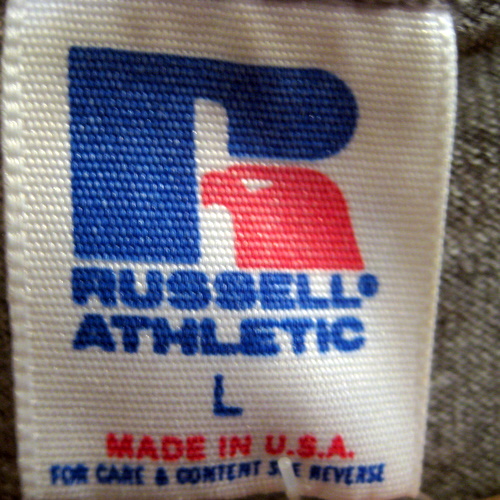 RUSSELL®
ATHLETIC
L
MADE IN U.S.A.
FOR CARE & CONTENT SEE REVERSE